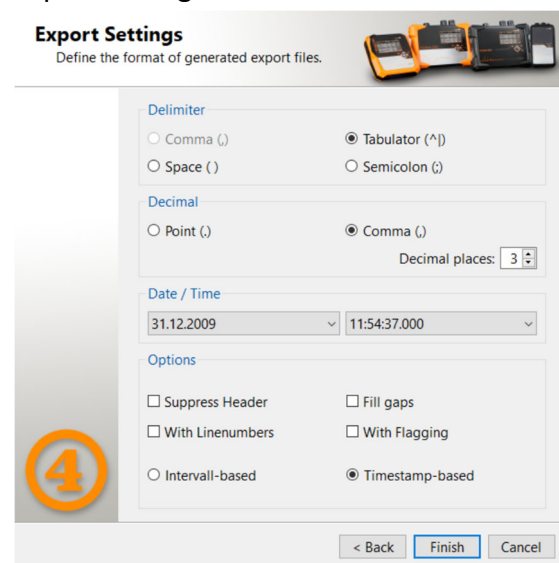 Export Settings
Define the format of generated export files.
Delimiter
Comma (,)
Tabulator (^|)
Space ( )
Semicolon (;)
Decimal
Point (.)
Comma (,)
Decimal places: 3
Date / Time
31.12.2009
11:54:37.000
Options
Suppress Header
Fill gaps
With Linenumbers
With Flagging
Intervall-based
Timestamp-based
4
< Back
Finish
Cancel